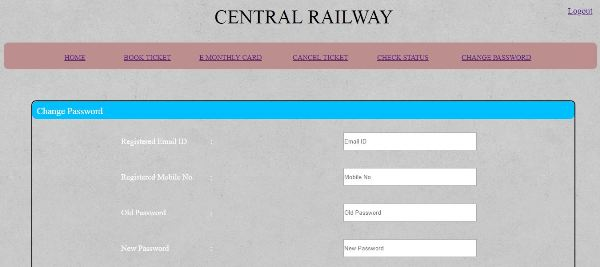 CENTRAL RAILWAY
Logout
HOME BOOK TICKET E MONTHLY CARD CANCEL TICKET CHECK STATUS CHANGE PASSWORD
Change Password
Registered Email ID : Email ID
Registered Mobile No. : Mobile No
Old Password : Old Password
New Password : New Password